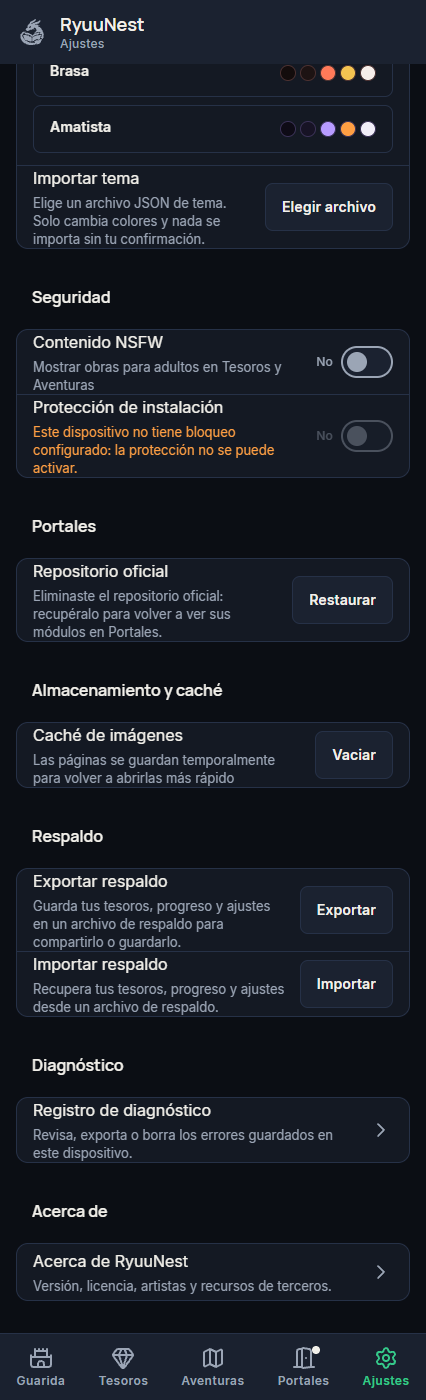 RyuuNest
Ajustes
Brasa
Amatista
Importar tema
Elige un archivo JSON de tema.
Solo cambia colores y nada se
importa sin tu confirmación.
Elegir archivo
Seguridad
Contenido NSFW
Mostrar obras para adultos en Tesoros y
Aventuras
No
Protección de instalación
Este dispositivo no tiene bloqueo
configurado: la protección no se puede
activar.
No
Portales
Repositorio oficial
Eliminaste el repositorio oficial:
recupéralo para volver a ver sus
módulos en Portales.
Restaurar
Almacenamiento y caché
Caché de imágenes
Las páginas se guardan temporalmente
para volver a abrirlas más rápido
Vaciar
Respaldo
Exportar respaldo
Guarda tus tesoros, progreso y ajustes
en un archivo de respaldo para
compartirlo o guardarlo.
Exportar
Importar respaldo
Recupera tus tesoros, progreso y ajustes
desde un archivo de respaldo.
Importar
Diagnóstico
Registro de diagnóstico
Revisa, exporta o borra los errores guardados en
este dispositivo.
Acerca de
Acerca de RyuuNest
Versión, licencia, artistas y recursos de terceros.
Guarida
Tesoros
Aventuras
Portales
Ajustes